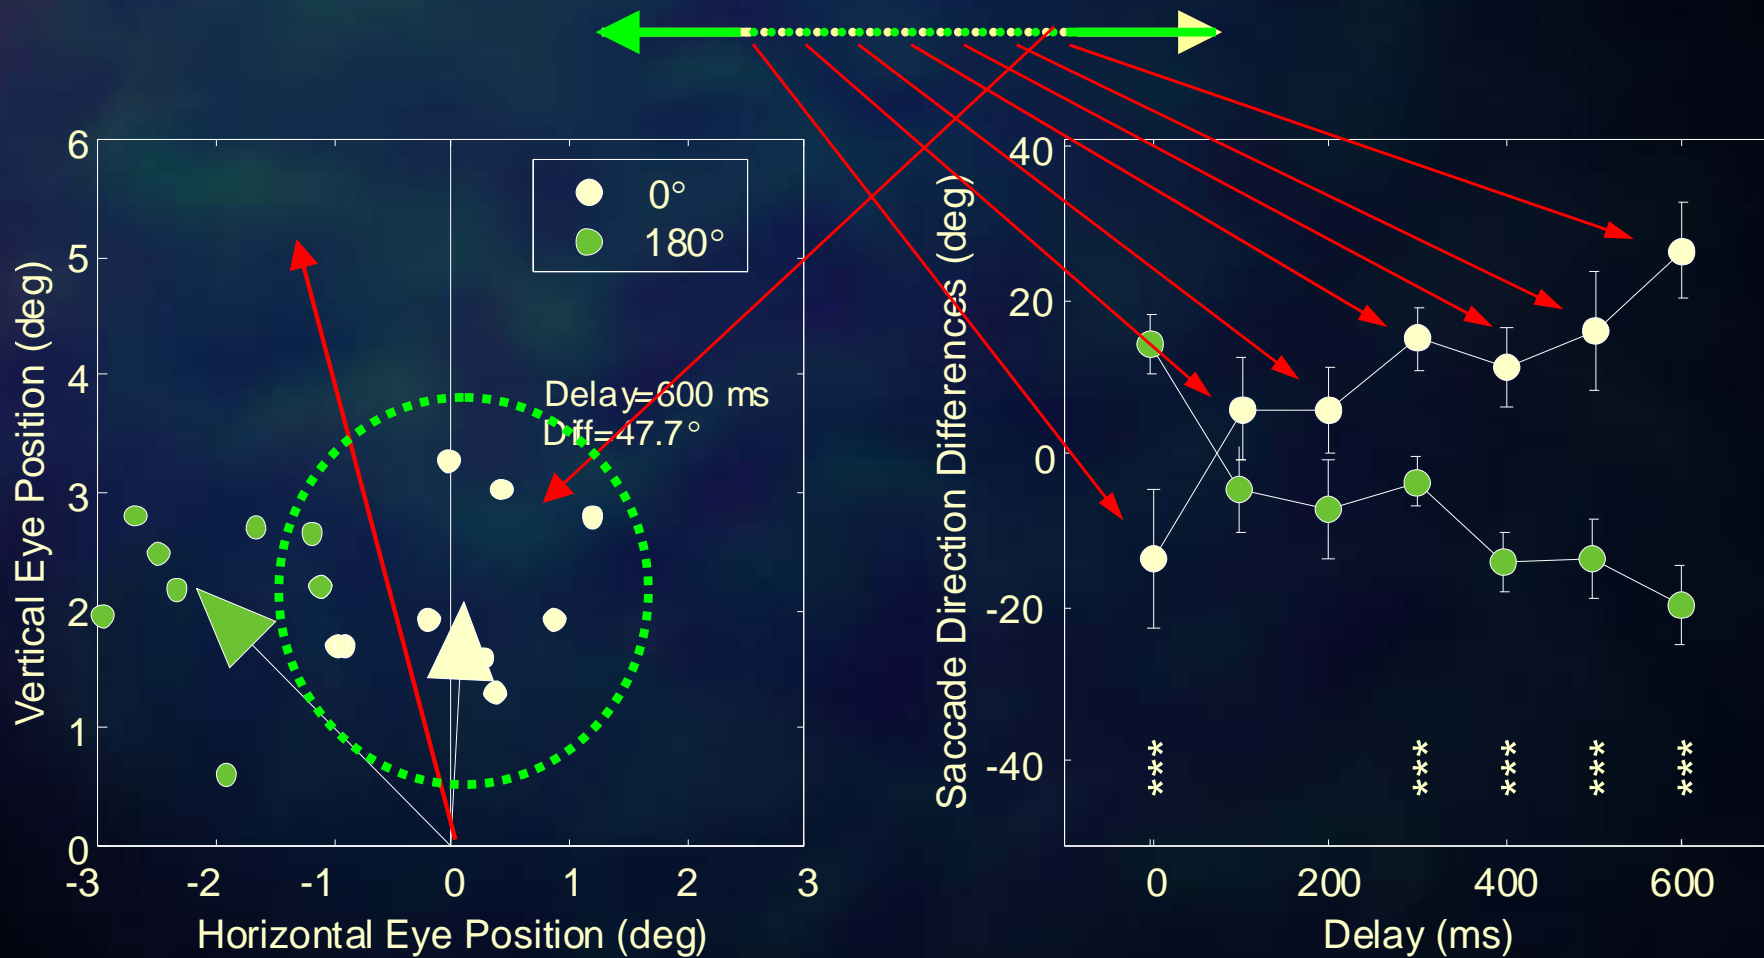 0°
180°
Delay=600 ms
Diff=47.7°
6
5
4
3
2
1
0
-3 -2 -1 0 1 2 3
Horizontal Eye Position (deg)
Vertical Eye Position (deg)
40
20
0
-20
-40
***
***
***
***
***
0 200 400 600
Delay (ms)
Saccade Direction Differences (deg)